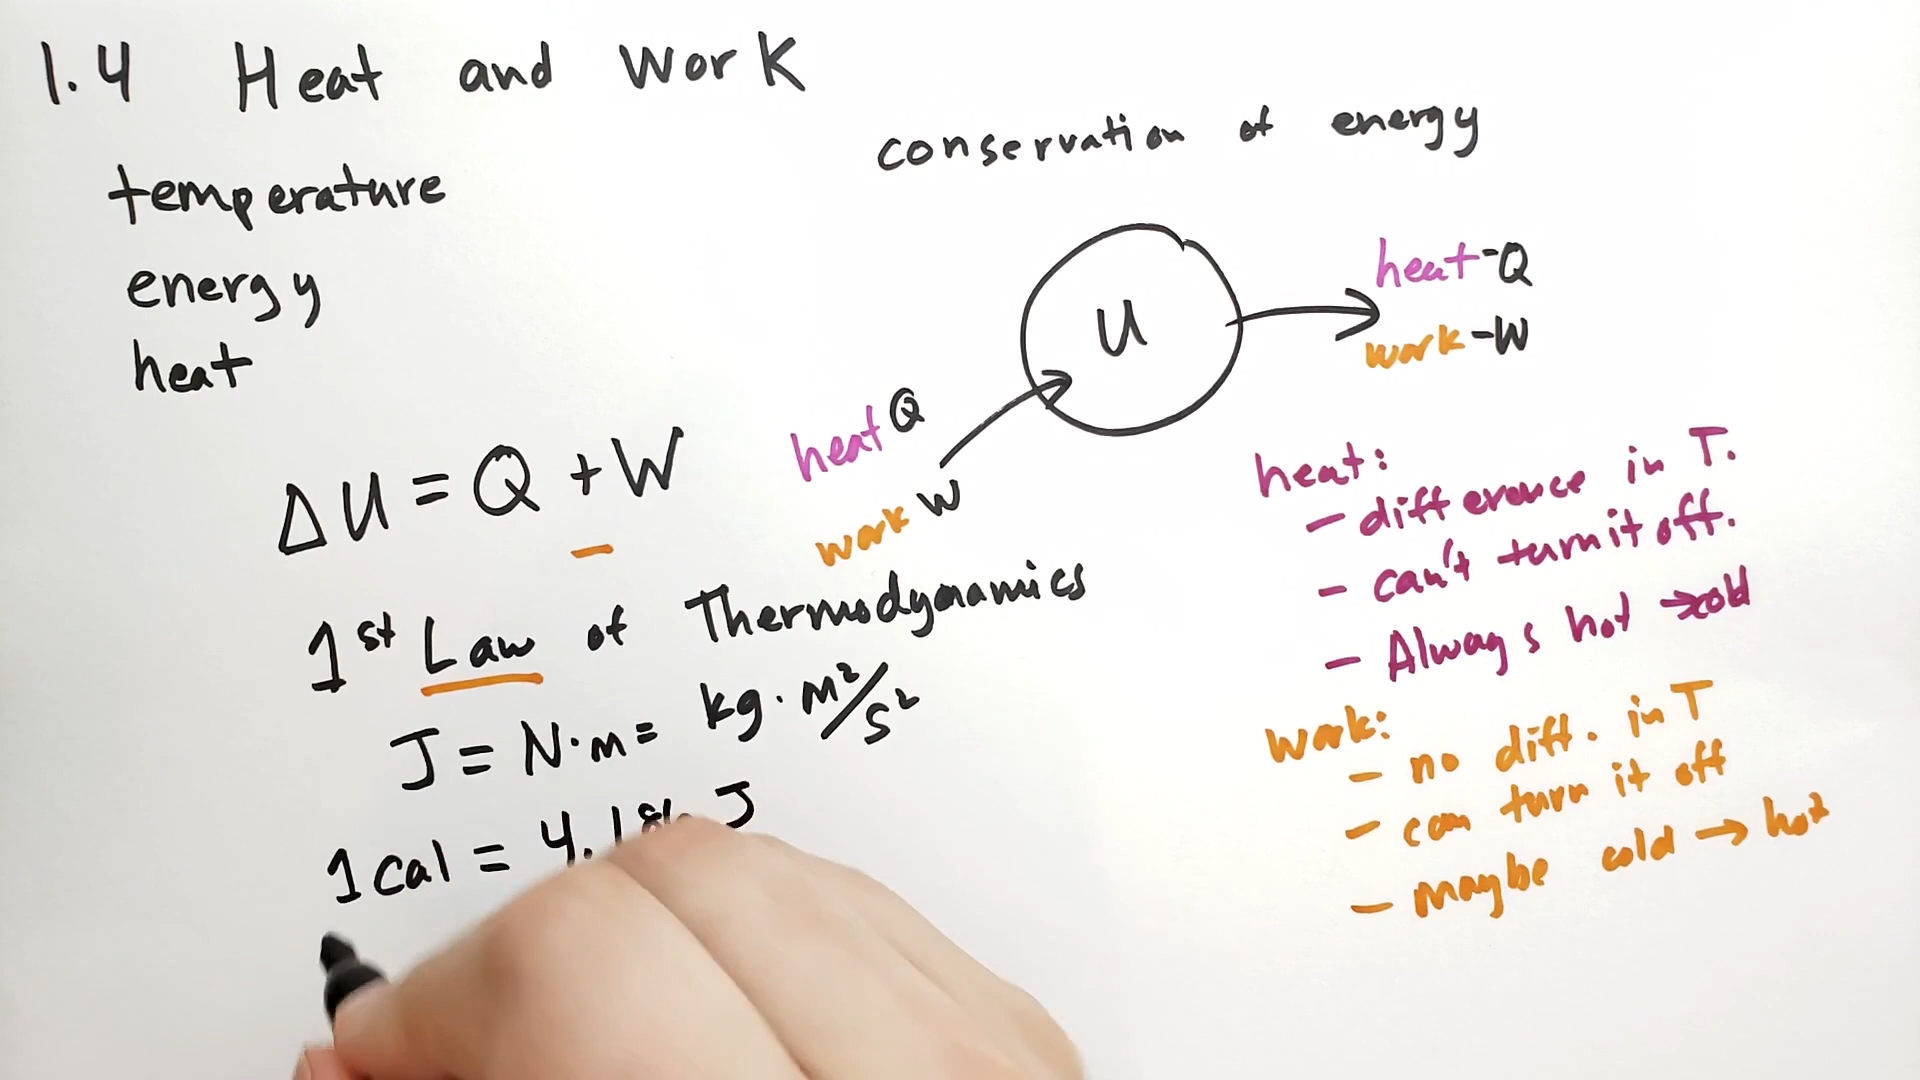 1.4 Heat and Work
temperature
energy
heat
conservation of energy
U
heat -Q
work -W
heat Q
work W
ΔU = Q + W
1st Law of Thermodynamics
J = N·m = kg·m²/s²
1 cal = 4.186 J
heat:
- difference in T.
- can't turn it off.
- Always hot → cold
work:
- no diff. in T
- can turn it off
- maybe cold → hot